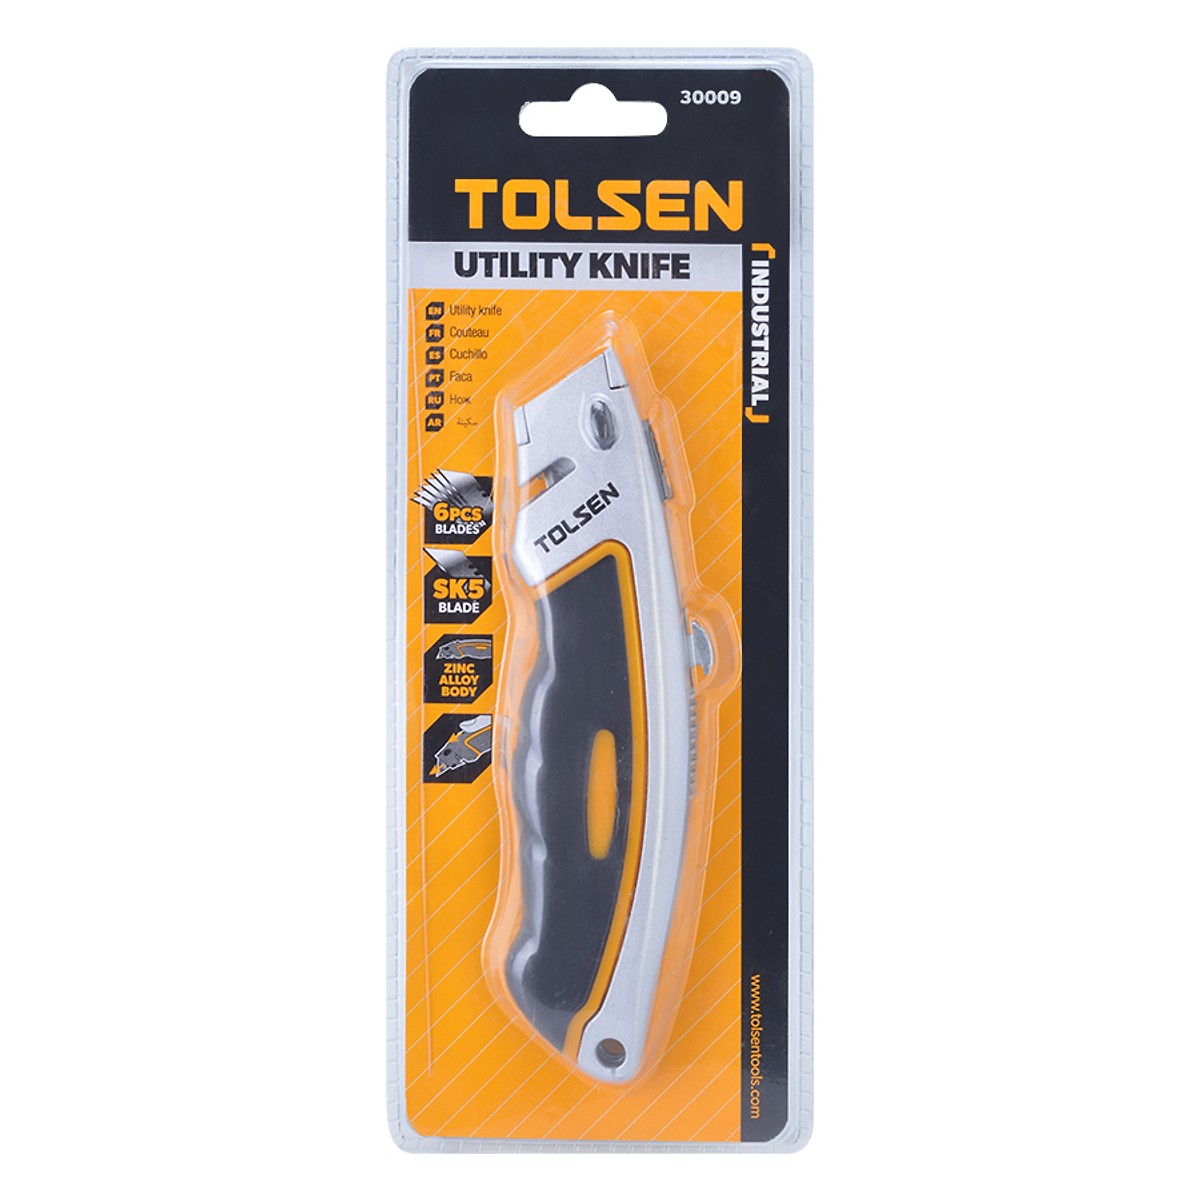 30009
TOLSEN
UTILITY KNIFE
INDUSTRIAL
EN Utility knife
FR Couteau
ES Cuchillo
PT Faca
RU Нож
AR سكينة
6PCS
BLADES
SK5
BLADE
ZINC
ALLOY
BODY
TOLSEN
www.tolsentools.com